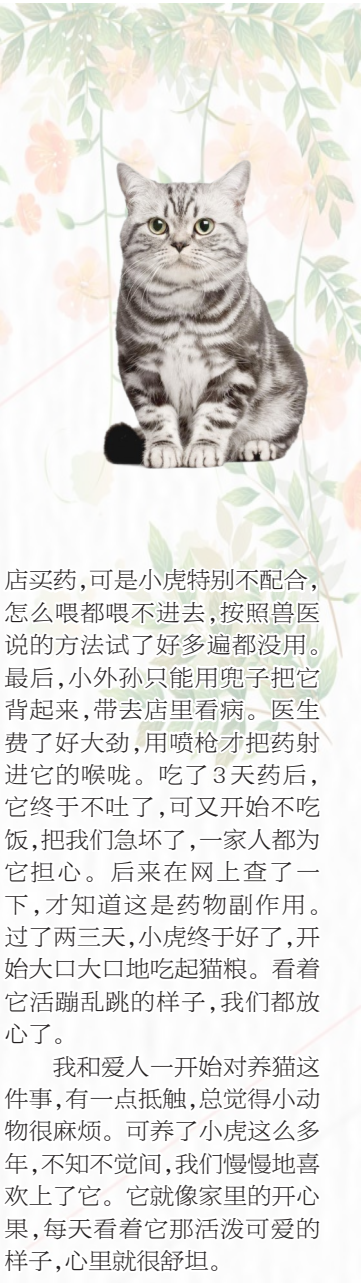 店买药,可是小虎特别不配合,
怎么喂都喂不进去,按照兽医
说的方法试了好多遍都没用。
最后,小外孙只能用兜子把它
背起来,带去店里看病。医生
费了好大劲,用喷枪才把药射
进它的喉咙。吃了3天药后,
它终于不吐了,可又开始不吃
饭,把我们急坏了,一家人都为
它担心。后来在网上查了一
下,才知道这是药物副作用。
过了两三天,小虎终于好了,开
始大口大口地吃起猫粮。看着
它活蹦乱跳的样子,我们都放
心了。
我和爱人一开始对养猫这
件事,有一点抵触,总觉得小动
物很麻烦。可养了小虎这么多
年,不知不觉间,我们慢慢地喜
欢上了它。它就像家里的开心
果,每天看着它那活泼可爱的
样子,心里就很舒坦。